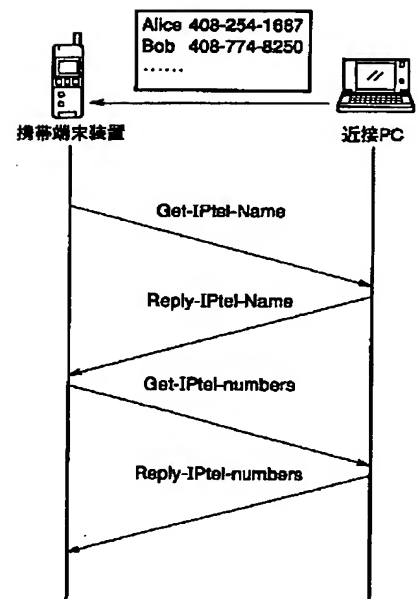 Alice 408-254-1687
Bob 408-774-8250
......
携帯端末装置
近接PC
Get-IPtel-Name
Reply-IPtel-Name
Get-IPtel-numbers
Reply-IPtel-numbers